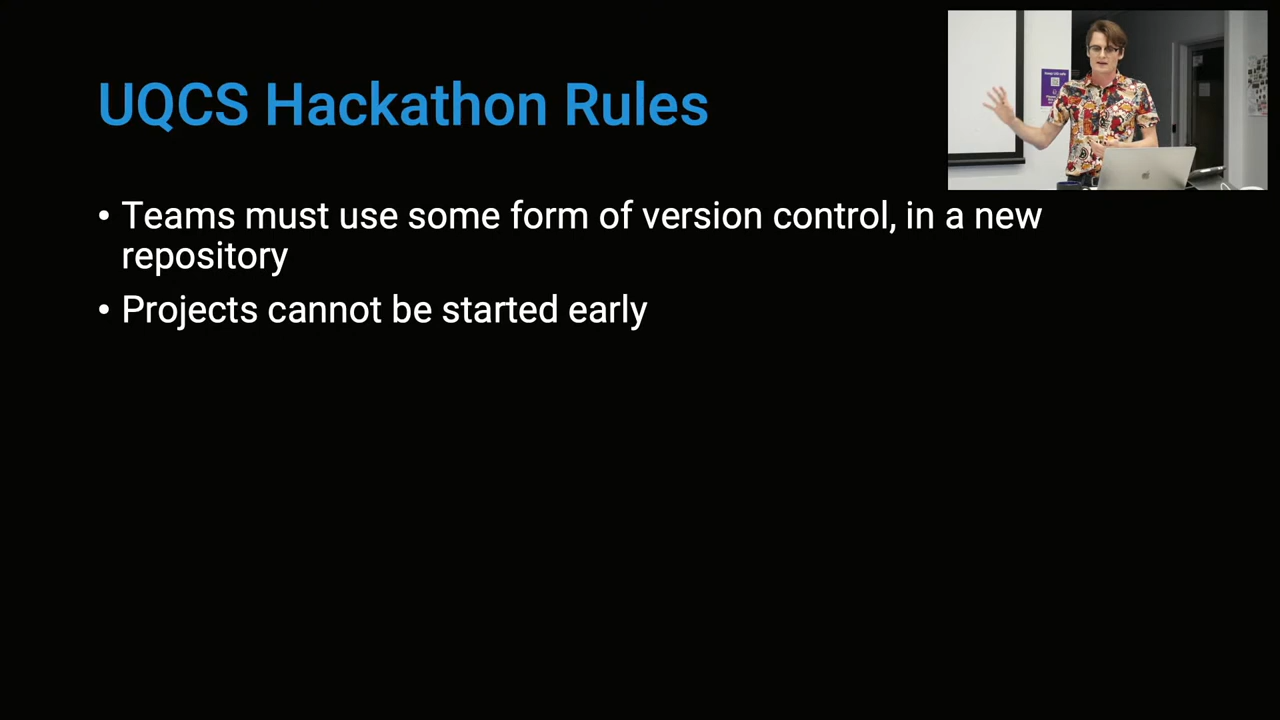 UQCS Hackathon Rules
• Teams must use some form of version control, in a new
repository
• Projects cannot be started early